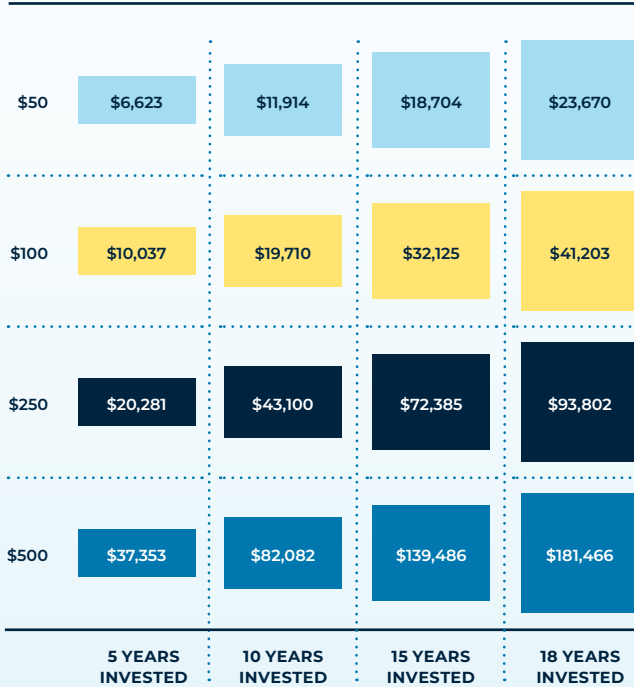 $50 $6,623 $11,914 $18,704 $23,670
$100 $10,037 $19,710 $32,125 $41,203
$250 $20,281 $43,100 $72,385 $93,802
$500 $37,353 $82,082 $139,486 $181,466
5 YEARS 10 YEARS 15 YEARS 18 YEARS
INVESTED INVESTED INVESTED INVESTED